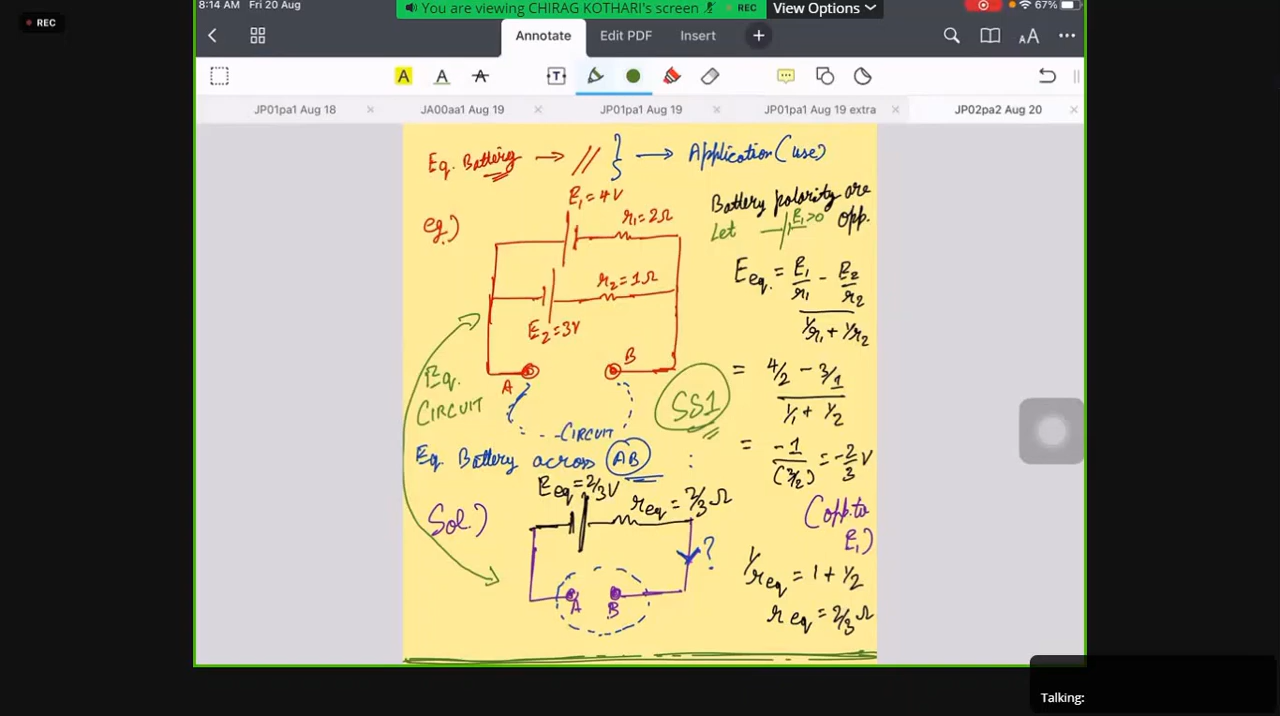 8:14 AM Fri 20 Aug
You are viewing CHIRAG KOTHARI's screen
REC
View Options
67%
REC
Annotate
Edit PDF
Insert
+
AA
A
A
A
T
JP01pa1 Aug 18
JA00aa1 Aug 19
JP01pa1 Aug 19
JP01pa1 Aug 19 extra
JP02pa2 Aug 20
Eq. Battery → // } → Application (use)
eg.)
E₁ = 4V
r₁ = 2Ω
r₂ = 1Ω
E₂ = 3V
A
B
Battery polarity are opp.
Let E₁>0
E eq. = E₁/r₁ - E₂/r₂
1/r₁ + 1/r₂
= 4/2 - 3/1
1/1 + 1/2
= -1/(3/2) = -2/3 V
(opp. to E₁)
1/r eq = 1 + 1/2
r eq = 2/3 Ω
Eq. CIRCUIT
SS1
CIRCUIT
Eq. Battery across AB :
E eq = 2/3 V
r eq = 2/3 Ω
Sol.)
?
A
B
Talking: